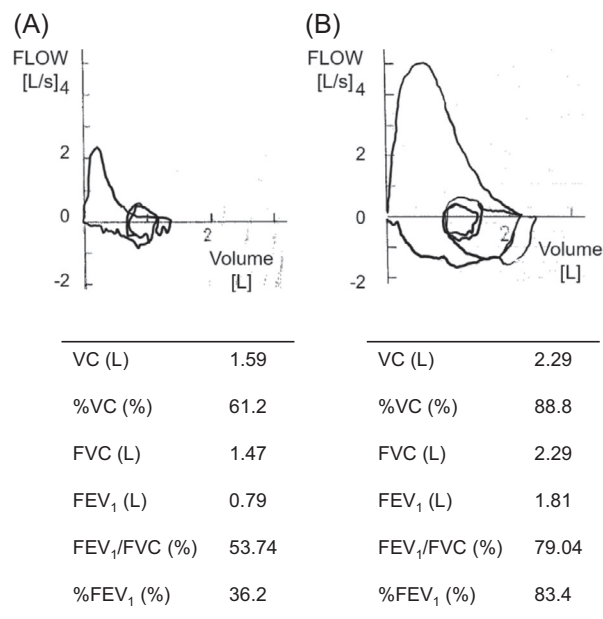 (A)
FLOW
[L/s]
4
2
0
-2
2
Volume
[L]
VC (L) 1.59
%VC (%) 61.2
FVC (L) 1.47
FEV₁ (L) 0.79
FEV₁/FVC (%) 53.74
%FEV₁ (%) 36.2
(B)
FLOW
[L/s]
4
2
0
-2
2
Volume
[L]
VC (L) 2.29
%VC (%) 88.8
FVC (L) 2.29
FEV₁ (L) 1.81
FEV₁/FVC (%) 79.04
%FEV₁ (%) 83.4